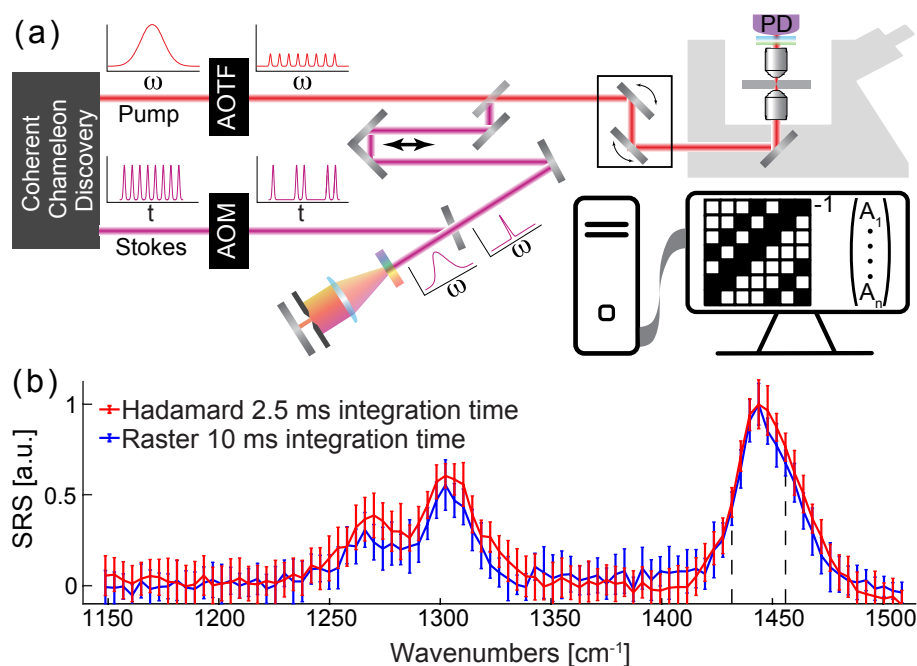 (a)
PD
Coherent
Chameleon
Discovery
ω
ω
Pump
AOTF
t
t
Stokes
AOM
ω
ω
-1
A1
An
(b)
Hadamard 2.5 ms integration time
Raster 10 ms integration time
SRS [a.u.]
1
0.5
0
1150 1200 1250 1300 1350 1400 1450 1500
Wavenumbers [cm⁻¹]